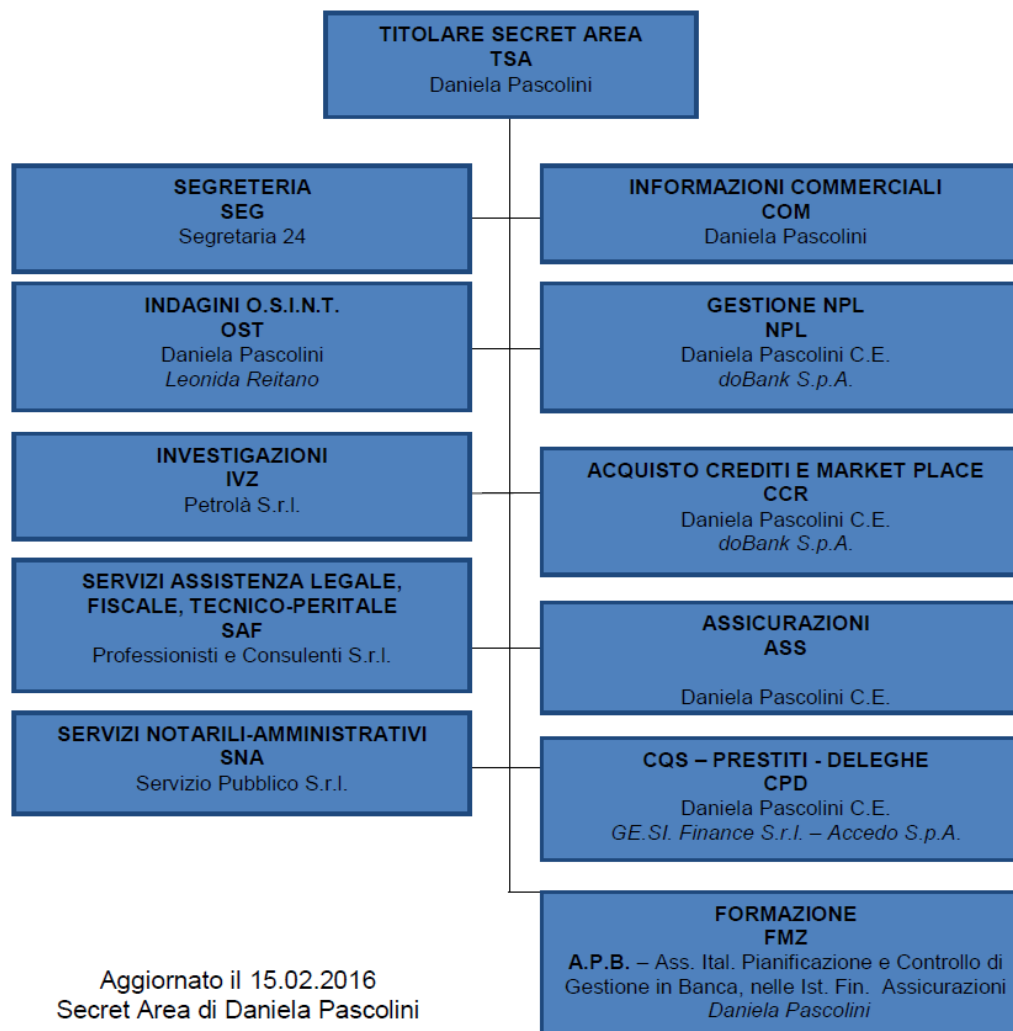 TITOLARE SECRET AREA
TSA
Daniela Pascolini
SEGRETERIA
SEG
Segretaria 24
INFORMAZIONI COMMERCIALI
COM
Daniela Pascolini
INDAGINI O.S.I.N.T.
OST
Daniela Pascolini
Leonida Reitano
GESTIONE NPL
NPL
Daniela Pascolini C.E.
doBank S.p.A.
INVESTIGAZIONI
IVZ
Petrolà S.r.l.
ACQUISTO CREDITI E MARKET PLACE
CCR
Daniela Pascolini C.E.
doBank S.p.A.
SERVIZI ASSISTENZA LEGALE,
FISCALE, TECNICO-PERITALE
SAF
Professionisti e Consulenti S.r.l.
ASSICURAZIONI
ASS
Daniela Pascolini C.E.
SERVIZI NOTARILI-AMMINISTRATIVI
SNA
Servizio Pubblico S.r.l.
CQS – PRESTITI - DELEGHE
CPD
Daniela Pascolini C.E.
GE.SI. Finance S.r.l. – Accedo S.p.A.
FORMAZIONE
FMZ
A.P.B. – Ass. Ital. Pianificazione e Controllo di
Gestione in Banca, nelle Ist. Fin. Assicurazioni
Daniela Pascolini
Aggiornato il 15.02.2016
Secret Area di Daniela Pascolini